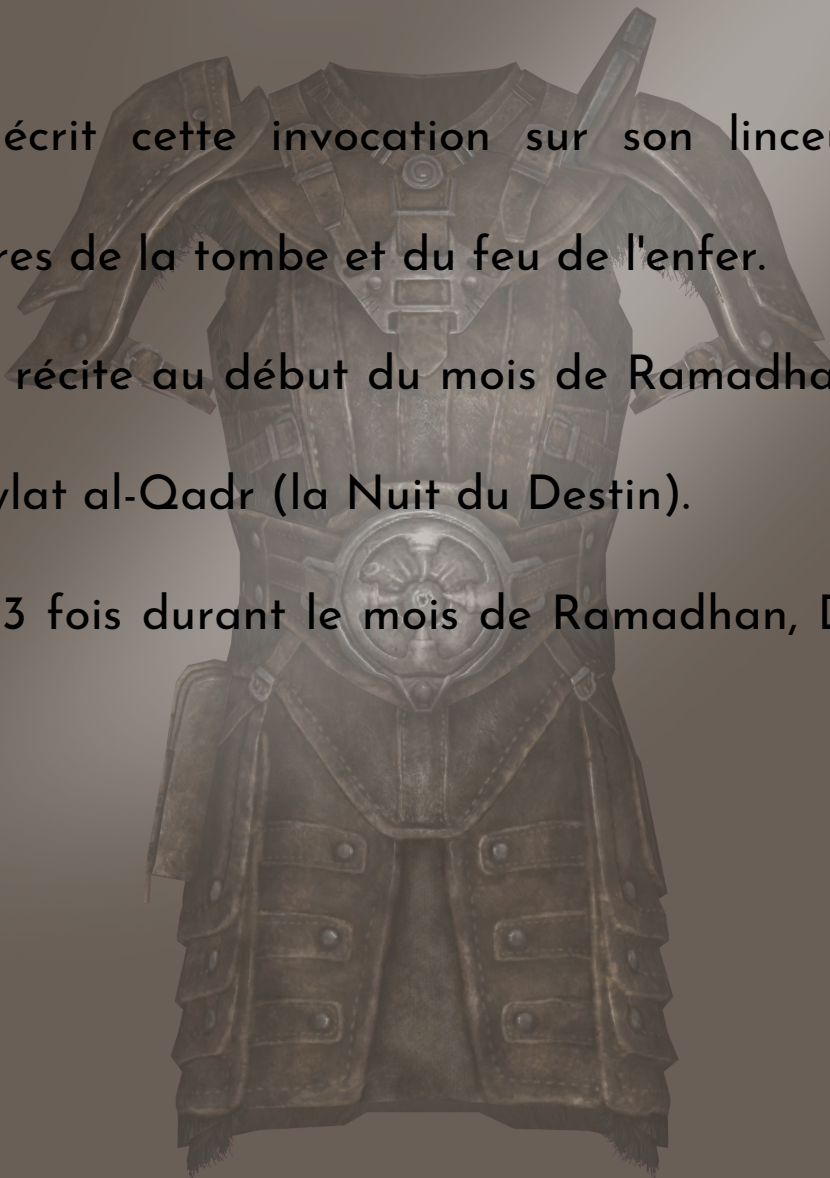 écrit cette invocation sur son linceu
res de la tombe et du feu de l'enfer.
récite au début du mois de Ramadha
ylat al-Qadr (la Nuit du Destin).
3 fois durant le mois de Ramadhan, D